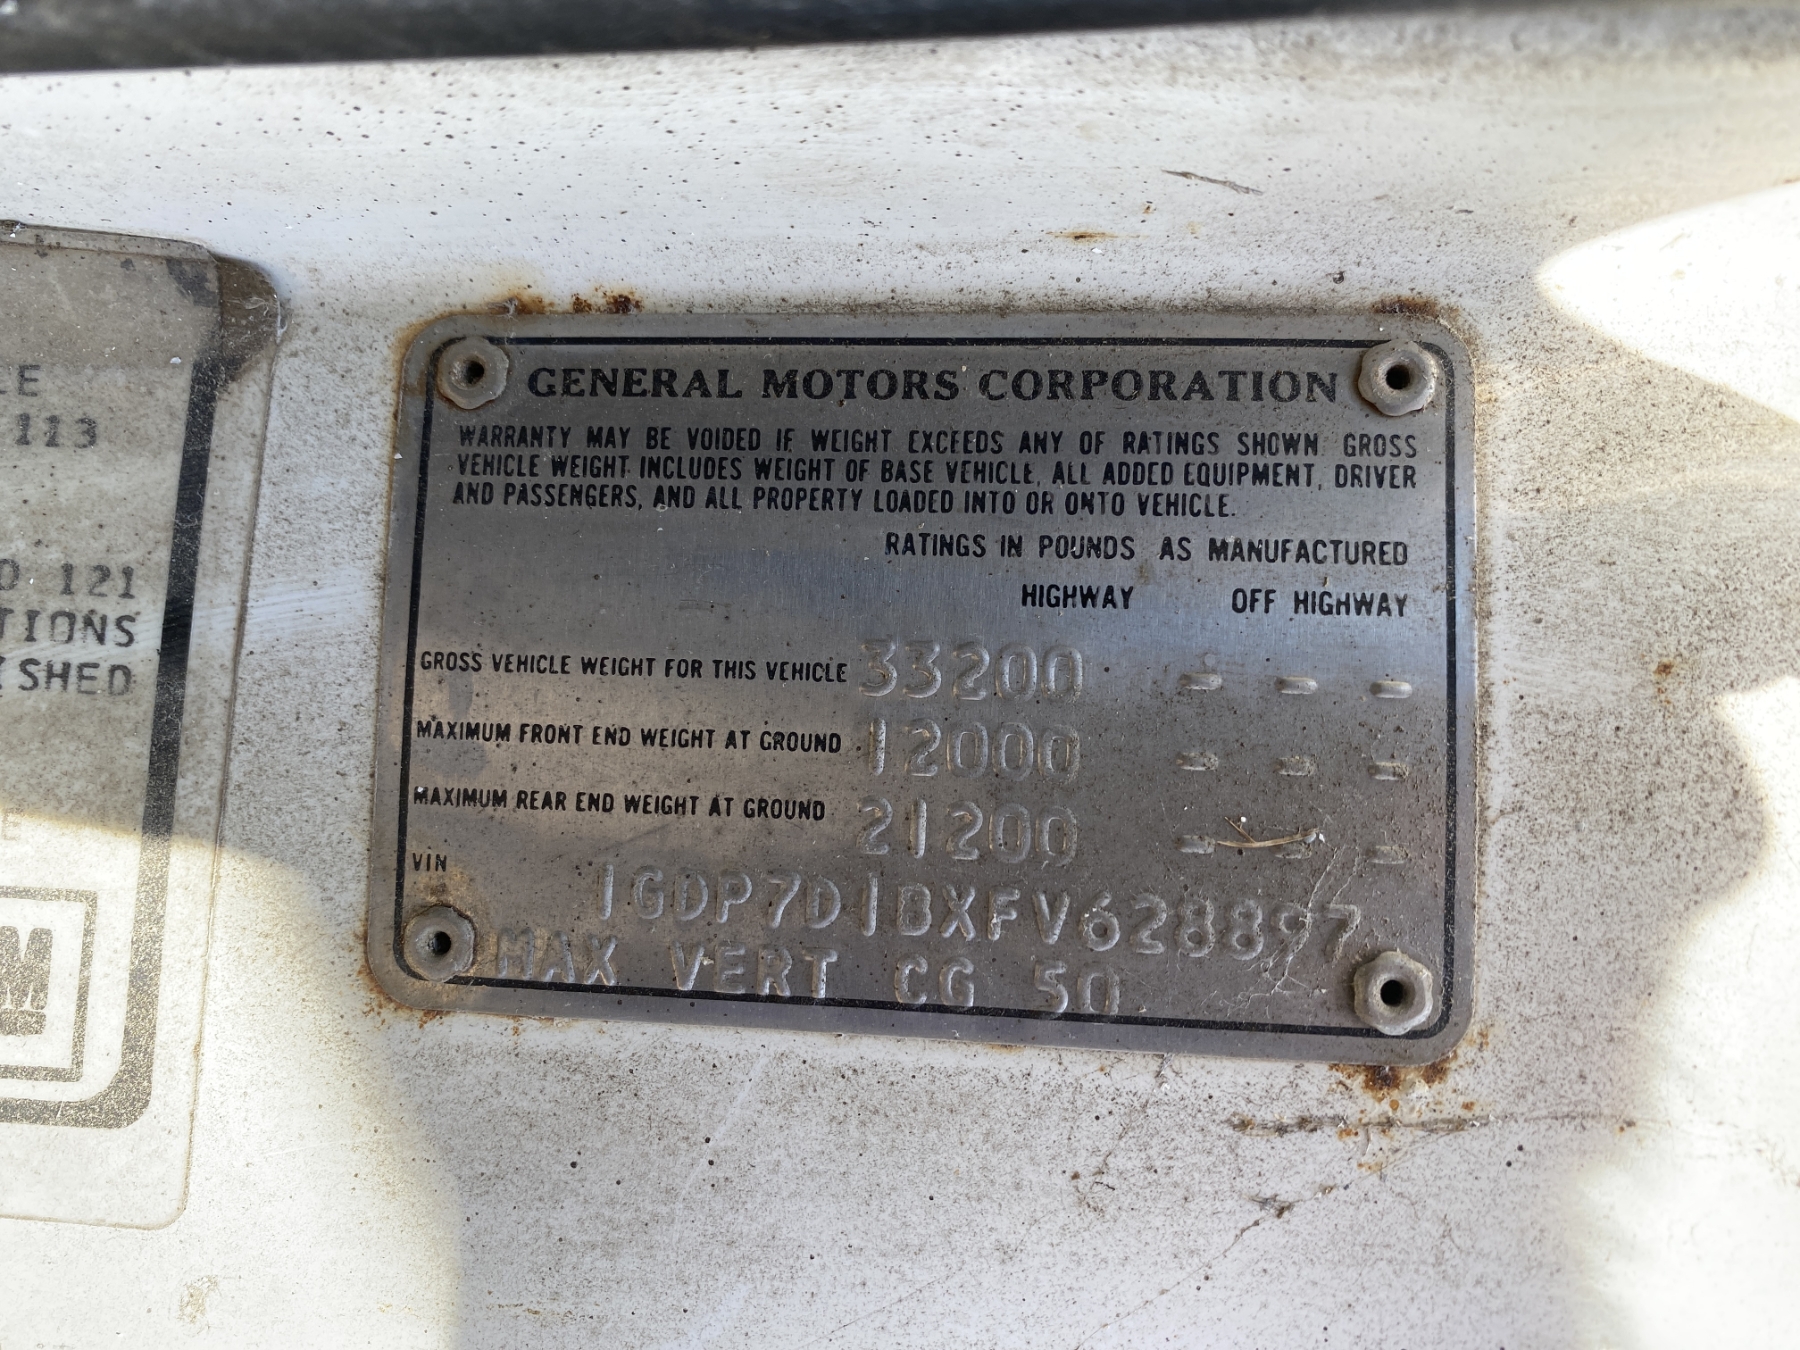 LE
113
D 121
TIONS
ISHED
E
GENERAL MOTORS CORPORATION
WARRANTY MAY BE VOIDED IF WEIGHT EXCEEDS ANY OF RATINGS SHOWN. GROSS
VEHICLE WEIGHT INCLUDES WEIGHT OF BASE VEHICLE, ALL ADDED EQUIPMENT, DRIVER
AND PASSENGERS, AND ALL PROPERTY LOADED INTO OR ONTO VEHICLE.
RATINGS IN POUNDS AS MANUFACTURED
HIGHWAY OFF HIGHWAY
GROSS VEHICLE WEIGHT FOR THIS VEHICLE 33200 - - -
MAXIMUM FRONT END WEIGHT AT GROUND 12000 - - -
MAXIMUM REAR END WEIGHT AT GROUND 21200 - - -
VIN 1GDP7D1BXFV628897
MAX VERT CG 50